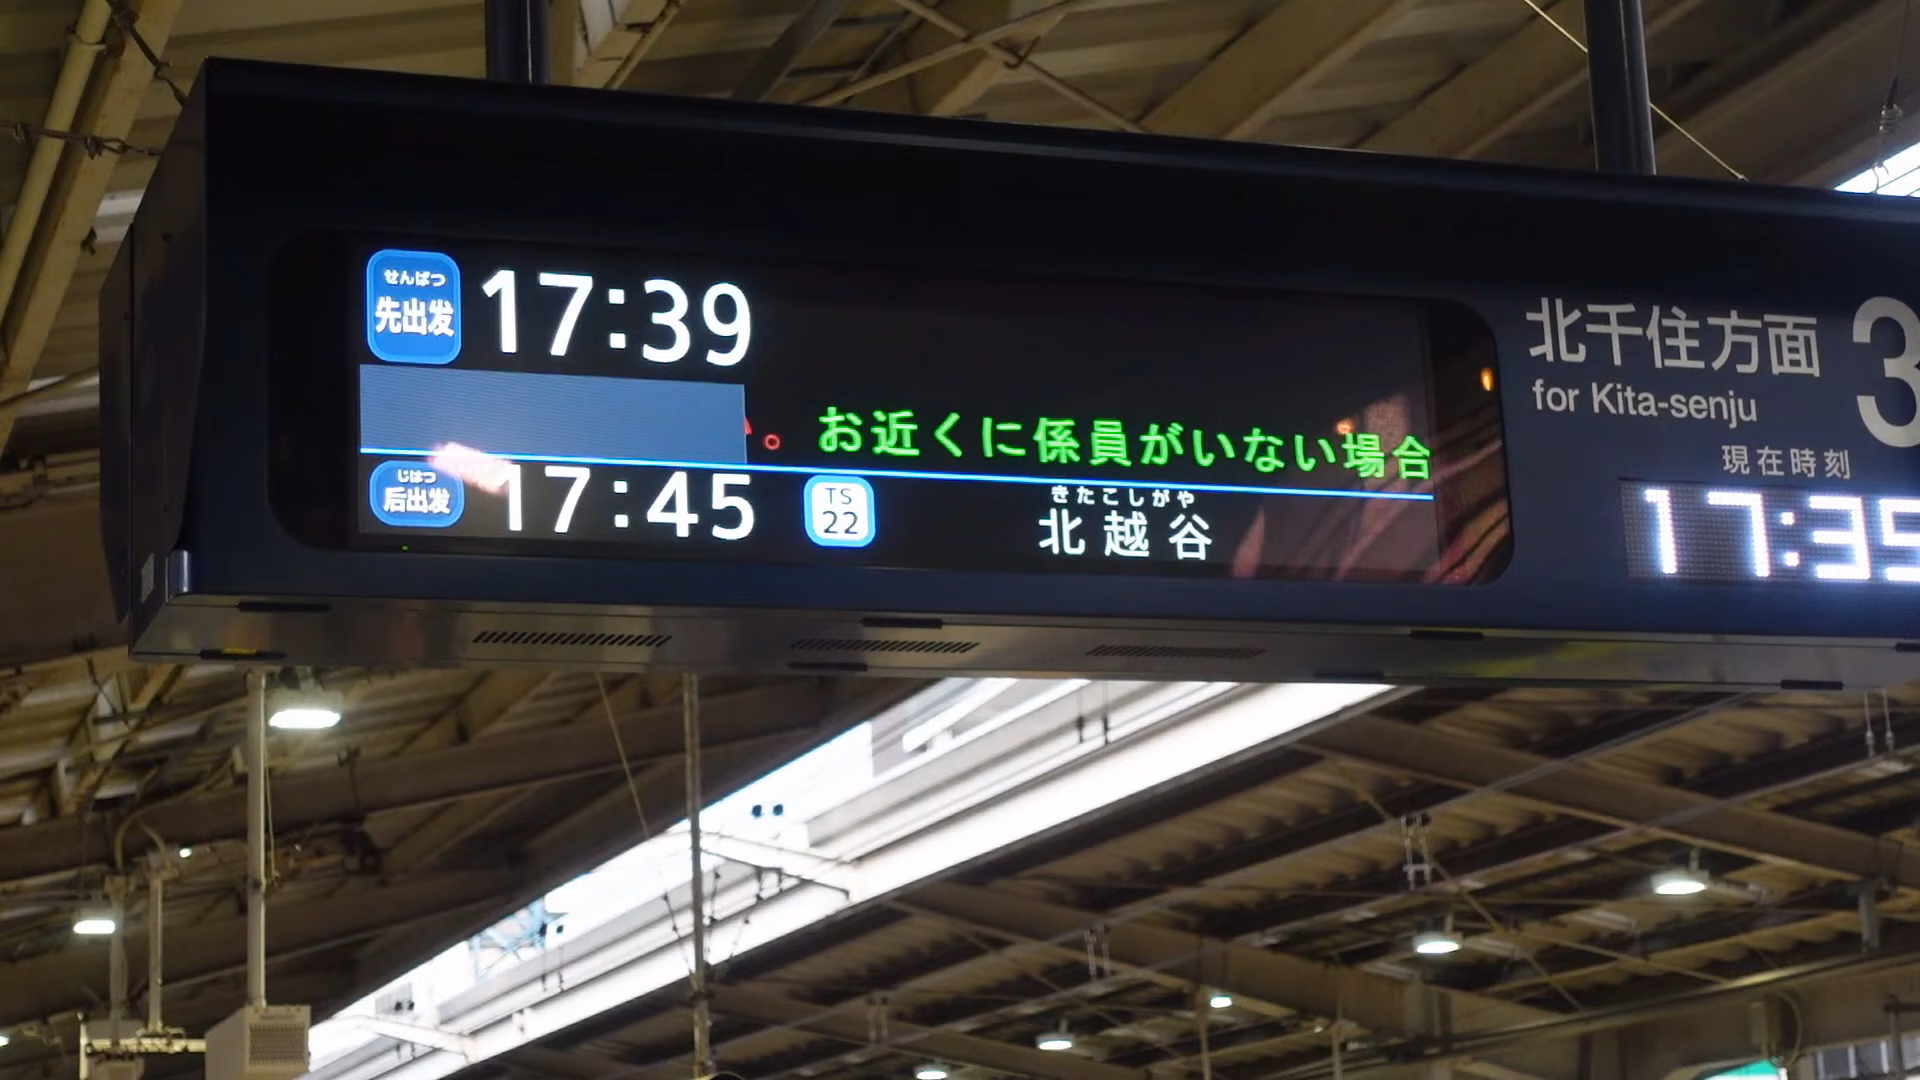 せんぱつ
先出发 17:39
。 お近くに係員がいない場合
じはつ
后出发 17:45 TS 22
きたこしがや
北越谷
北千住方面 3
for Kita-senju
現在時刻
17:35